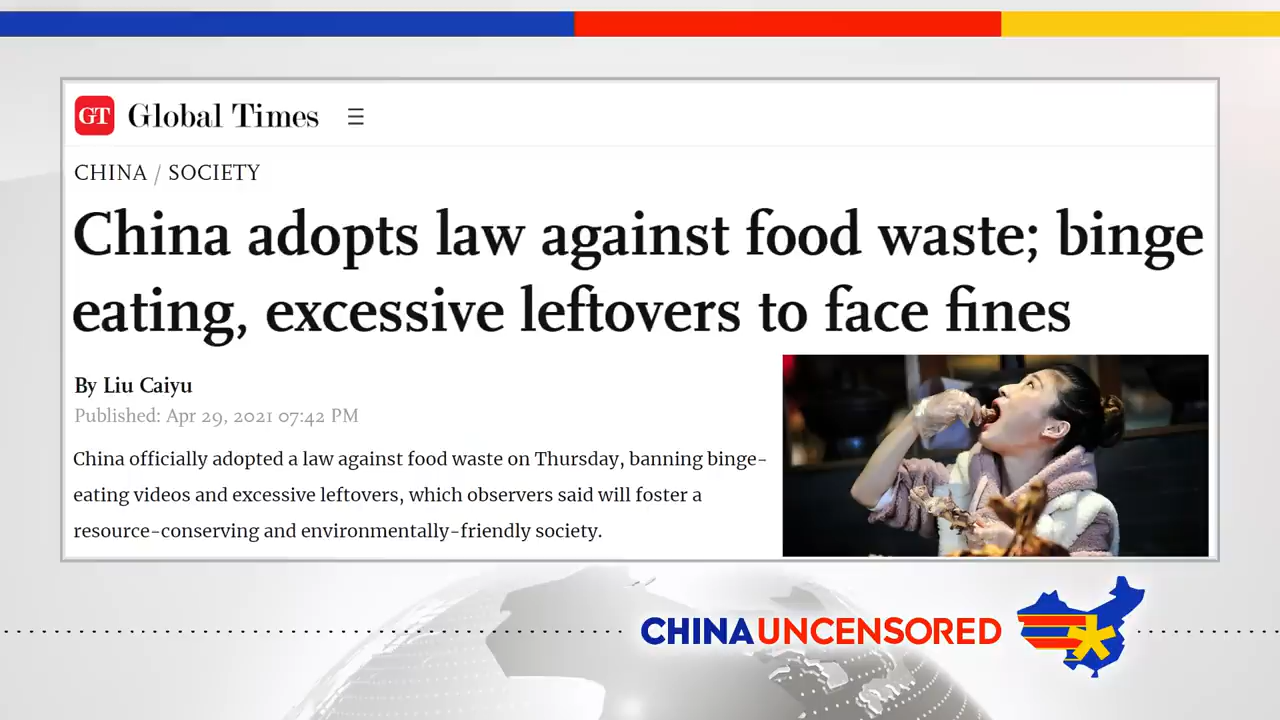 GT Global Times
CHINA / SOCIETY
China adopts law against food waste; binge
eating, excessive leftovers to face fines
By Liu Caiyu
Published: Apr 29, 2021 07:42 PM
China officially adopted a law against food waste on Thursday, banning binge-
eating videos and excessive leftovers, which observers said will foster a
resource-conserving and environmentally-friendly society.
CHINAUNCENSORED